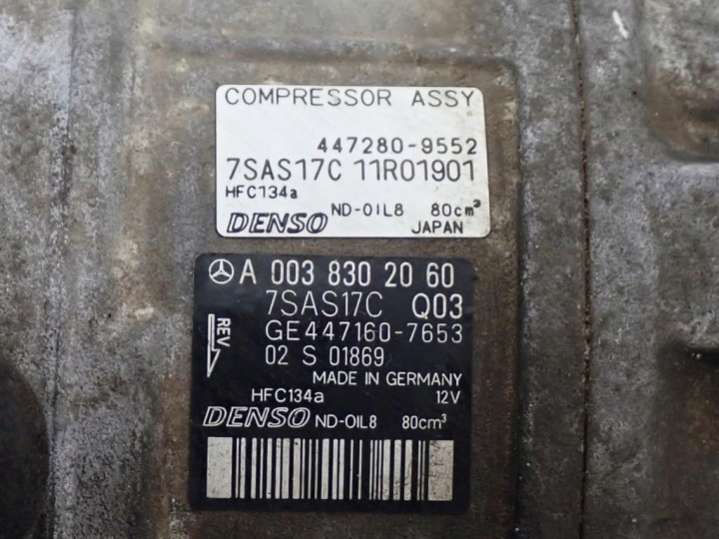 COMPRESSOR ASSY
447280-9552
7SAS17C 11R01901
HFC134a
DENSO ND-OIL8 80cm³
JAPAN
A 003 830 20 60
7SAS17C Q03
REV
GE447160-7653
02 S 01869
MADE IN GERMANY
HFC134a 12V
DENSO ND-OIL8 80cm³